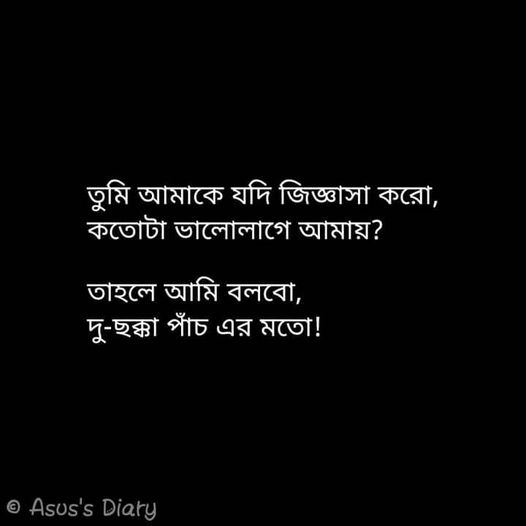 তুমি আমাকে যদি জিজ্ঞাসা করো,
কতোটা ভালোলাগে আমায়?
তাহলে আমি বলবো,
দু-ছক্কা পাঁচ এর মতো!
© Asus's Diary